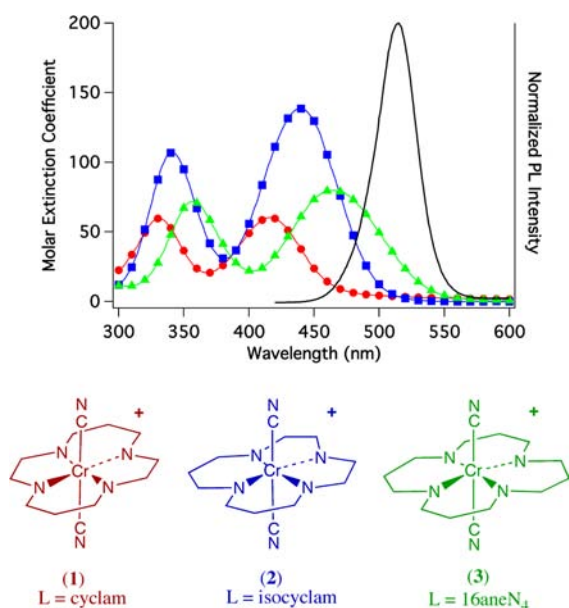 Molar Extinction Coefficient
200
150
100
50
0
300 350 400 450 500 550 600
Wavelength (nm)
Normalized PL Intensity
N C + N N Cr N N C N
(1)
L = cyclam
N C + N N Cr N N C N
(2)
L = isocyclam
N C + N N Cr N N C N
(3)
L = 16aneN₄